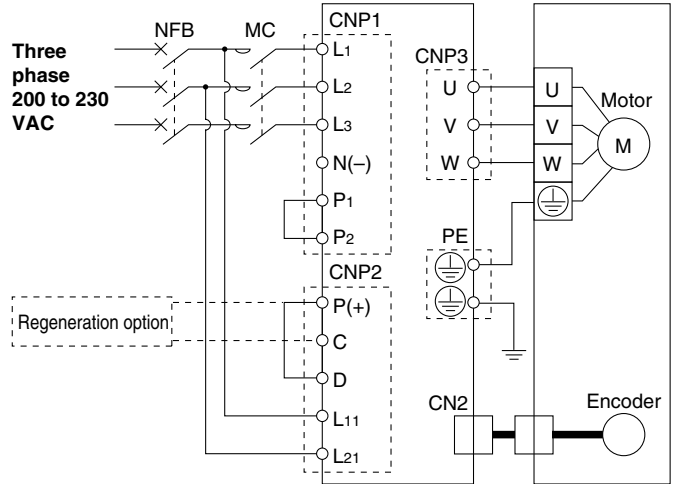 Three
phase
200 to 230
VAC
NFB
MC
CNP1
L1
L2
L3
N(–)
P1
P2
CNP2
P(+)
C
D
L11
L21
Regeneration option
CNP3
U
V
W
PE
CN2
U
V
W
Motor
M
Encoder